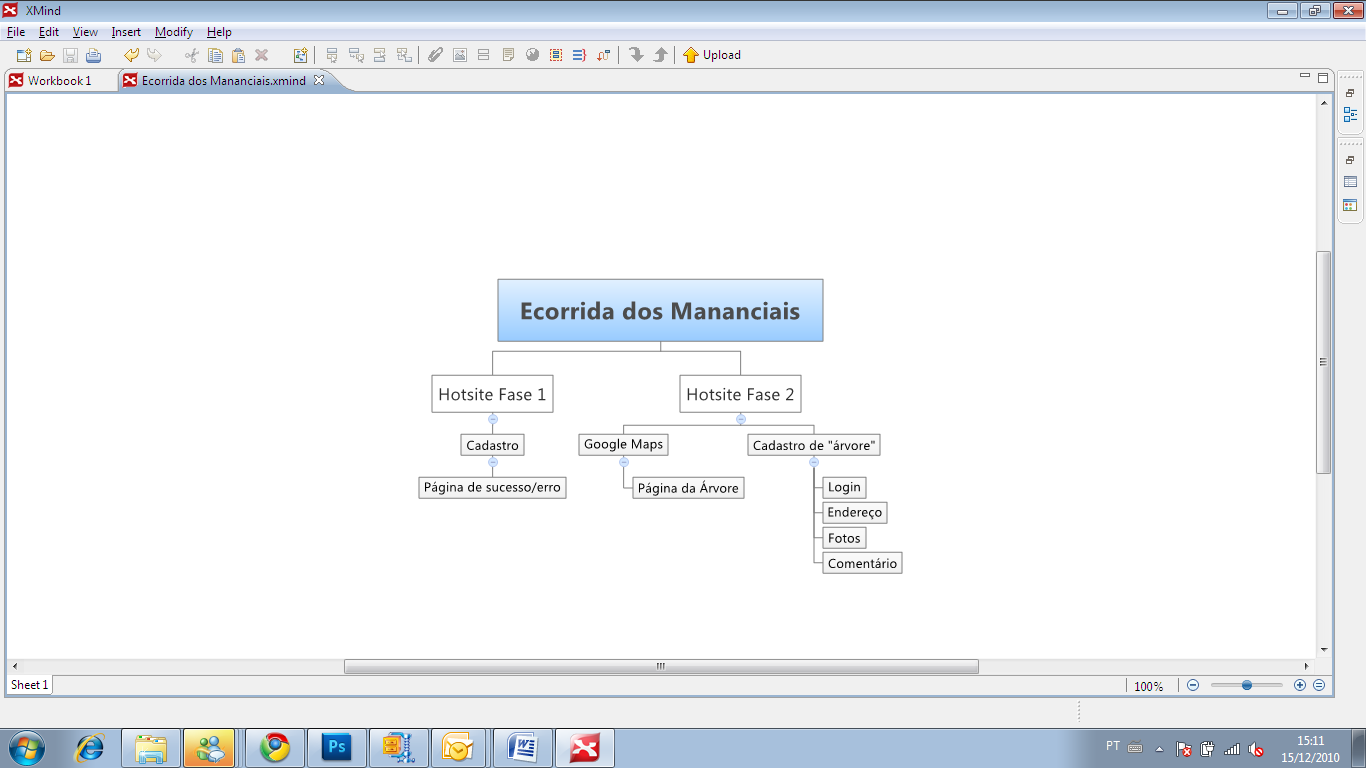 XMind
File Edit View Insert Modify Help
Upload
Workbook 1
Ecorrida dos Mananciais.xmind
Ecorrida dos Mananciais
Hotsite Fase 1
Hotsite Fase 2
Cadastro
Google Maps
Cadastro de "árvore"
Página de sucesso/erro
Página da Árvore
Login
Endereço
Fotos
Comentário
Sheet 1
100%
Ps
PT
15:11
15/12/2010